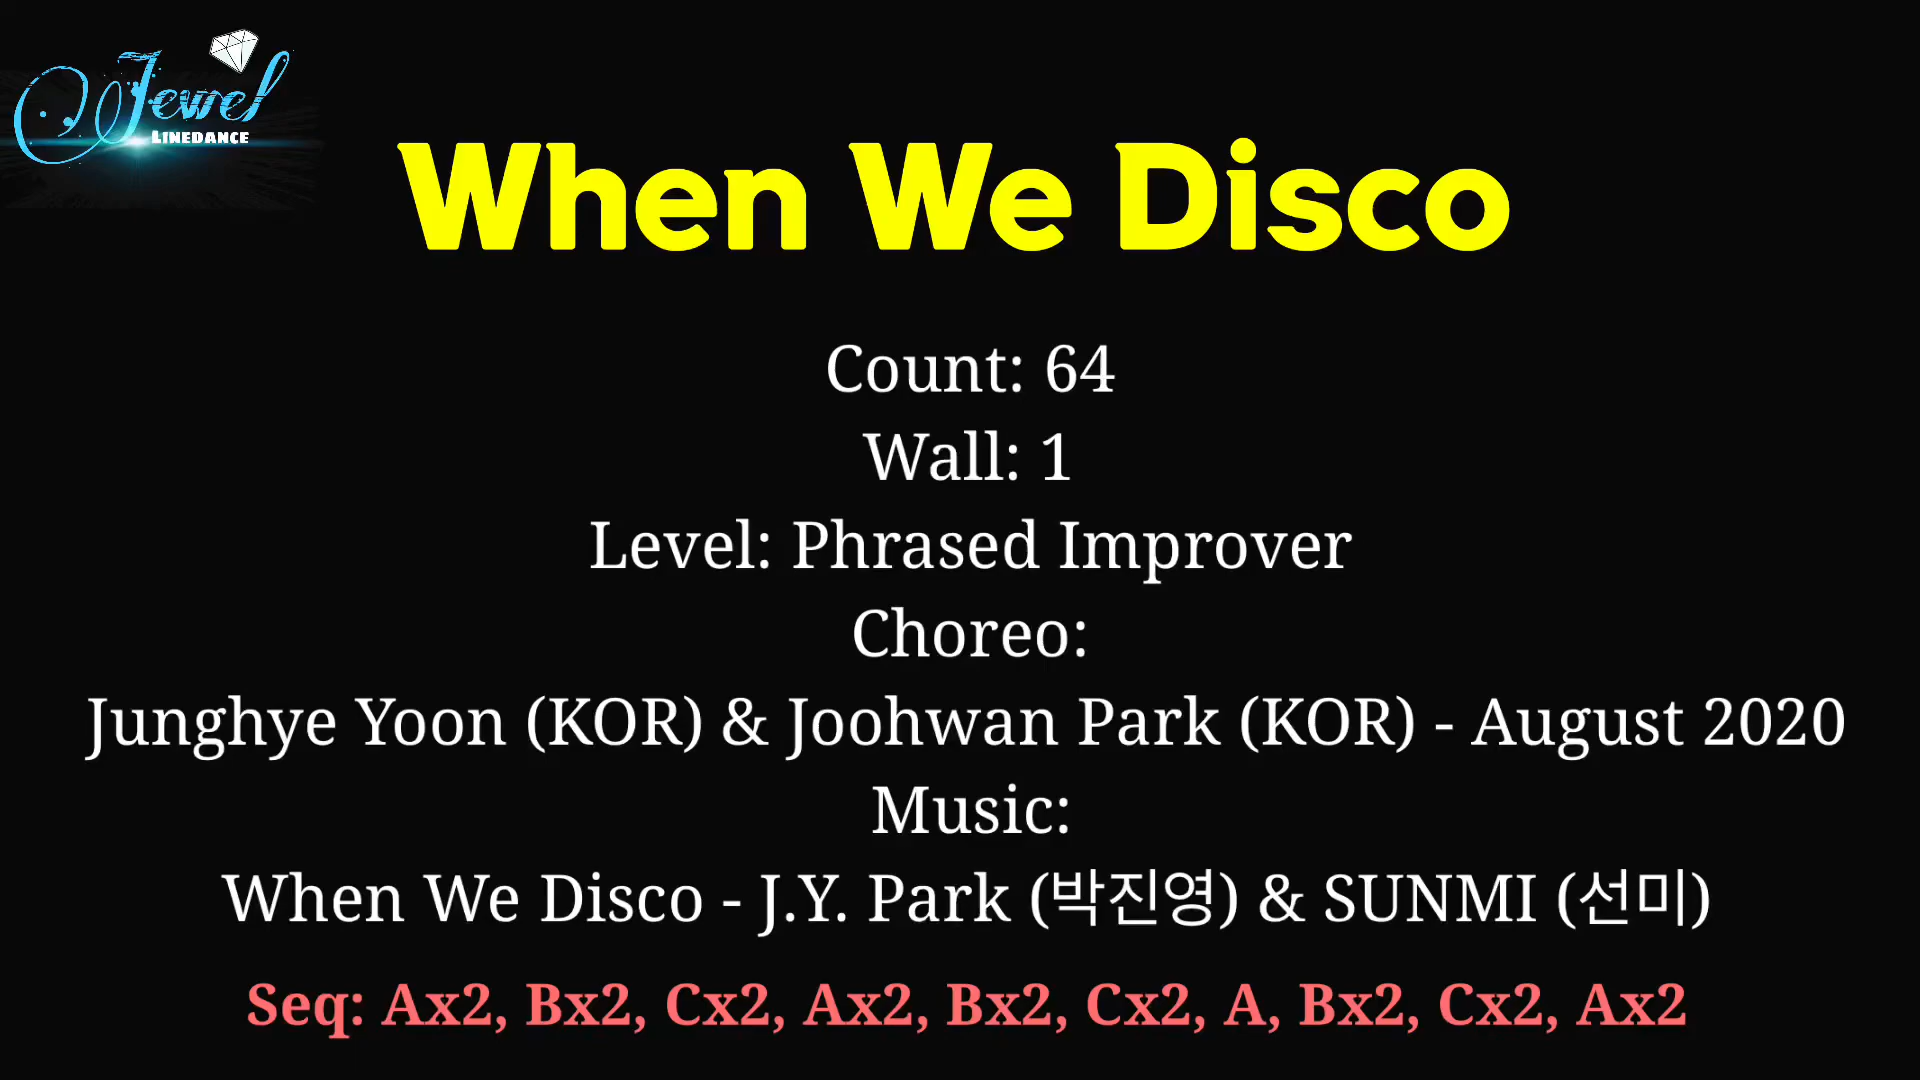 Jewel
LINEDANCE
When We Disco
Count: 64
Wall: 1
Level: Phrased Improver
Choreo:
Junghye Yoon (KOR) & Joohwan Park (KOR) - August 2020
Music:
When We Disco - J.Y. Park (박진영) & SUNMI (선미)
Seq: Ax2, Bx2, Cx2, Ax2, Bx2, Cx2, A, Bx2, Cx2, Ax2